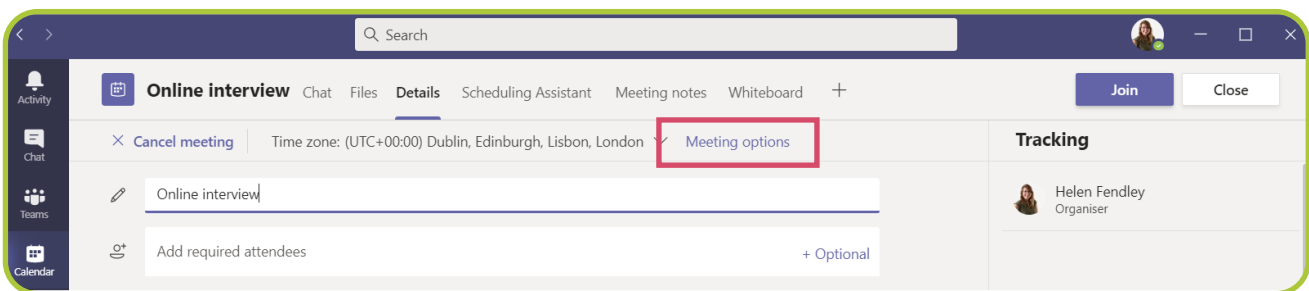 Search
Activity
Chat
Teams
Calendar
Online interview Chat Files Details Scheduling Assistant Meeting notes Whiteboard Join Close
Cancel meeting Time zone: (UTC+00:00) Dublin, Edinburgh, Lisbon, London Meeting options
Online interview
Add required attendees + Optional
Tracking
Helen Fendley
Organiser